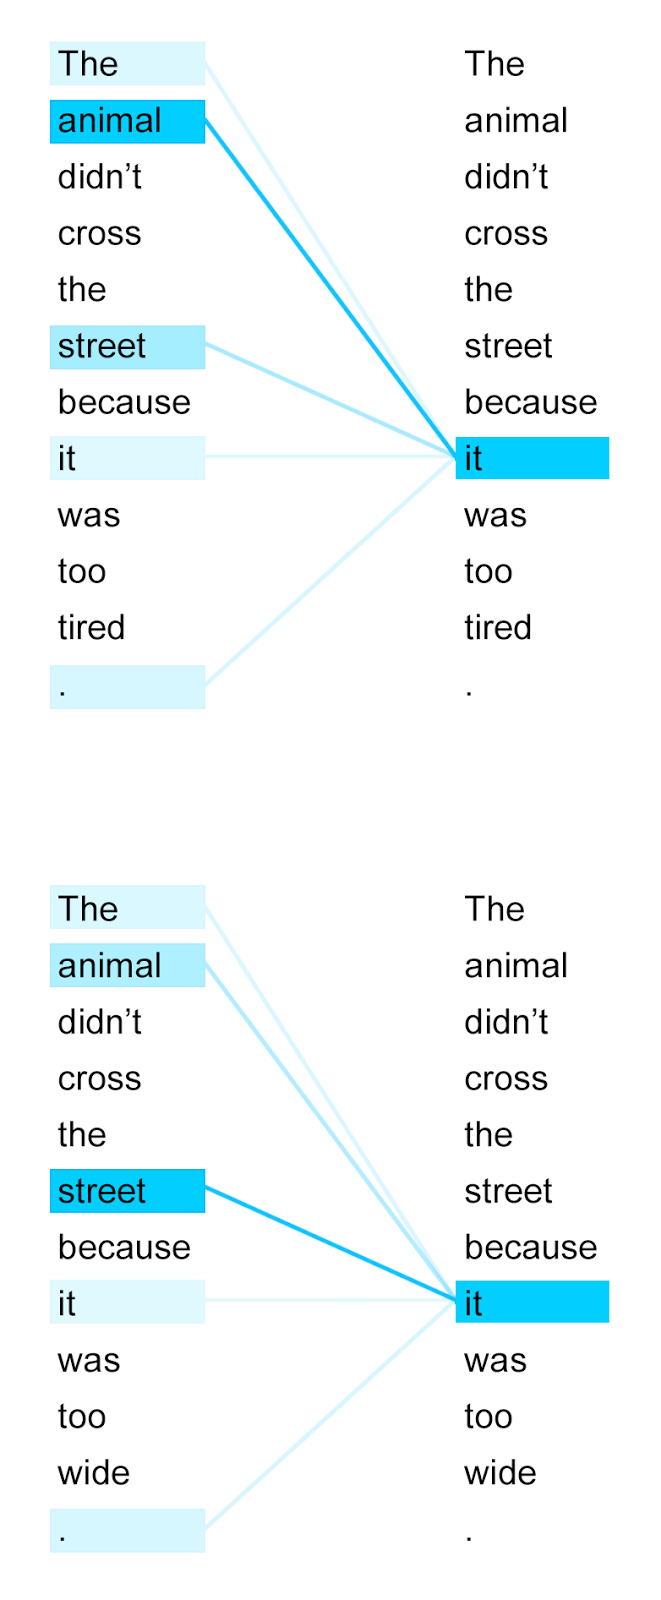 The The
animal animal
didn’t didn’t
cross cross
the the
street street
because because
it it
was was
too too
tired tired
. .
The The
animal animal
didn’t didn’t
cross cross
the the
street street
because because
it it
was was
too too
wide wide
. .